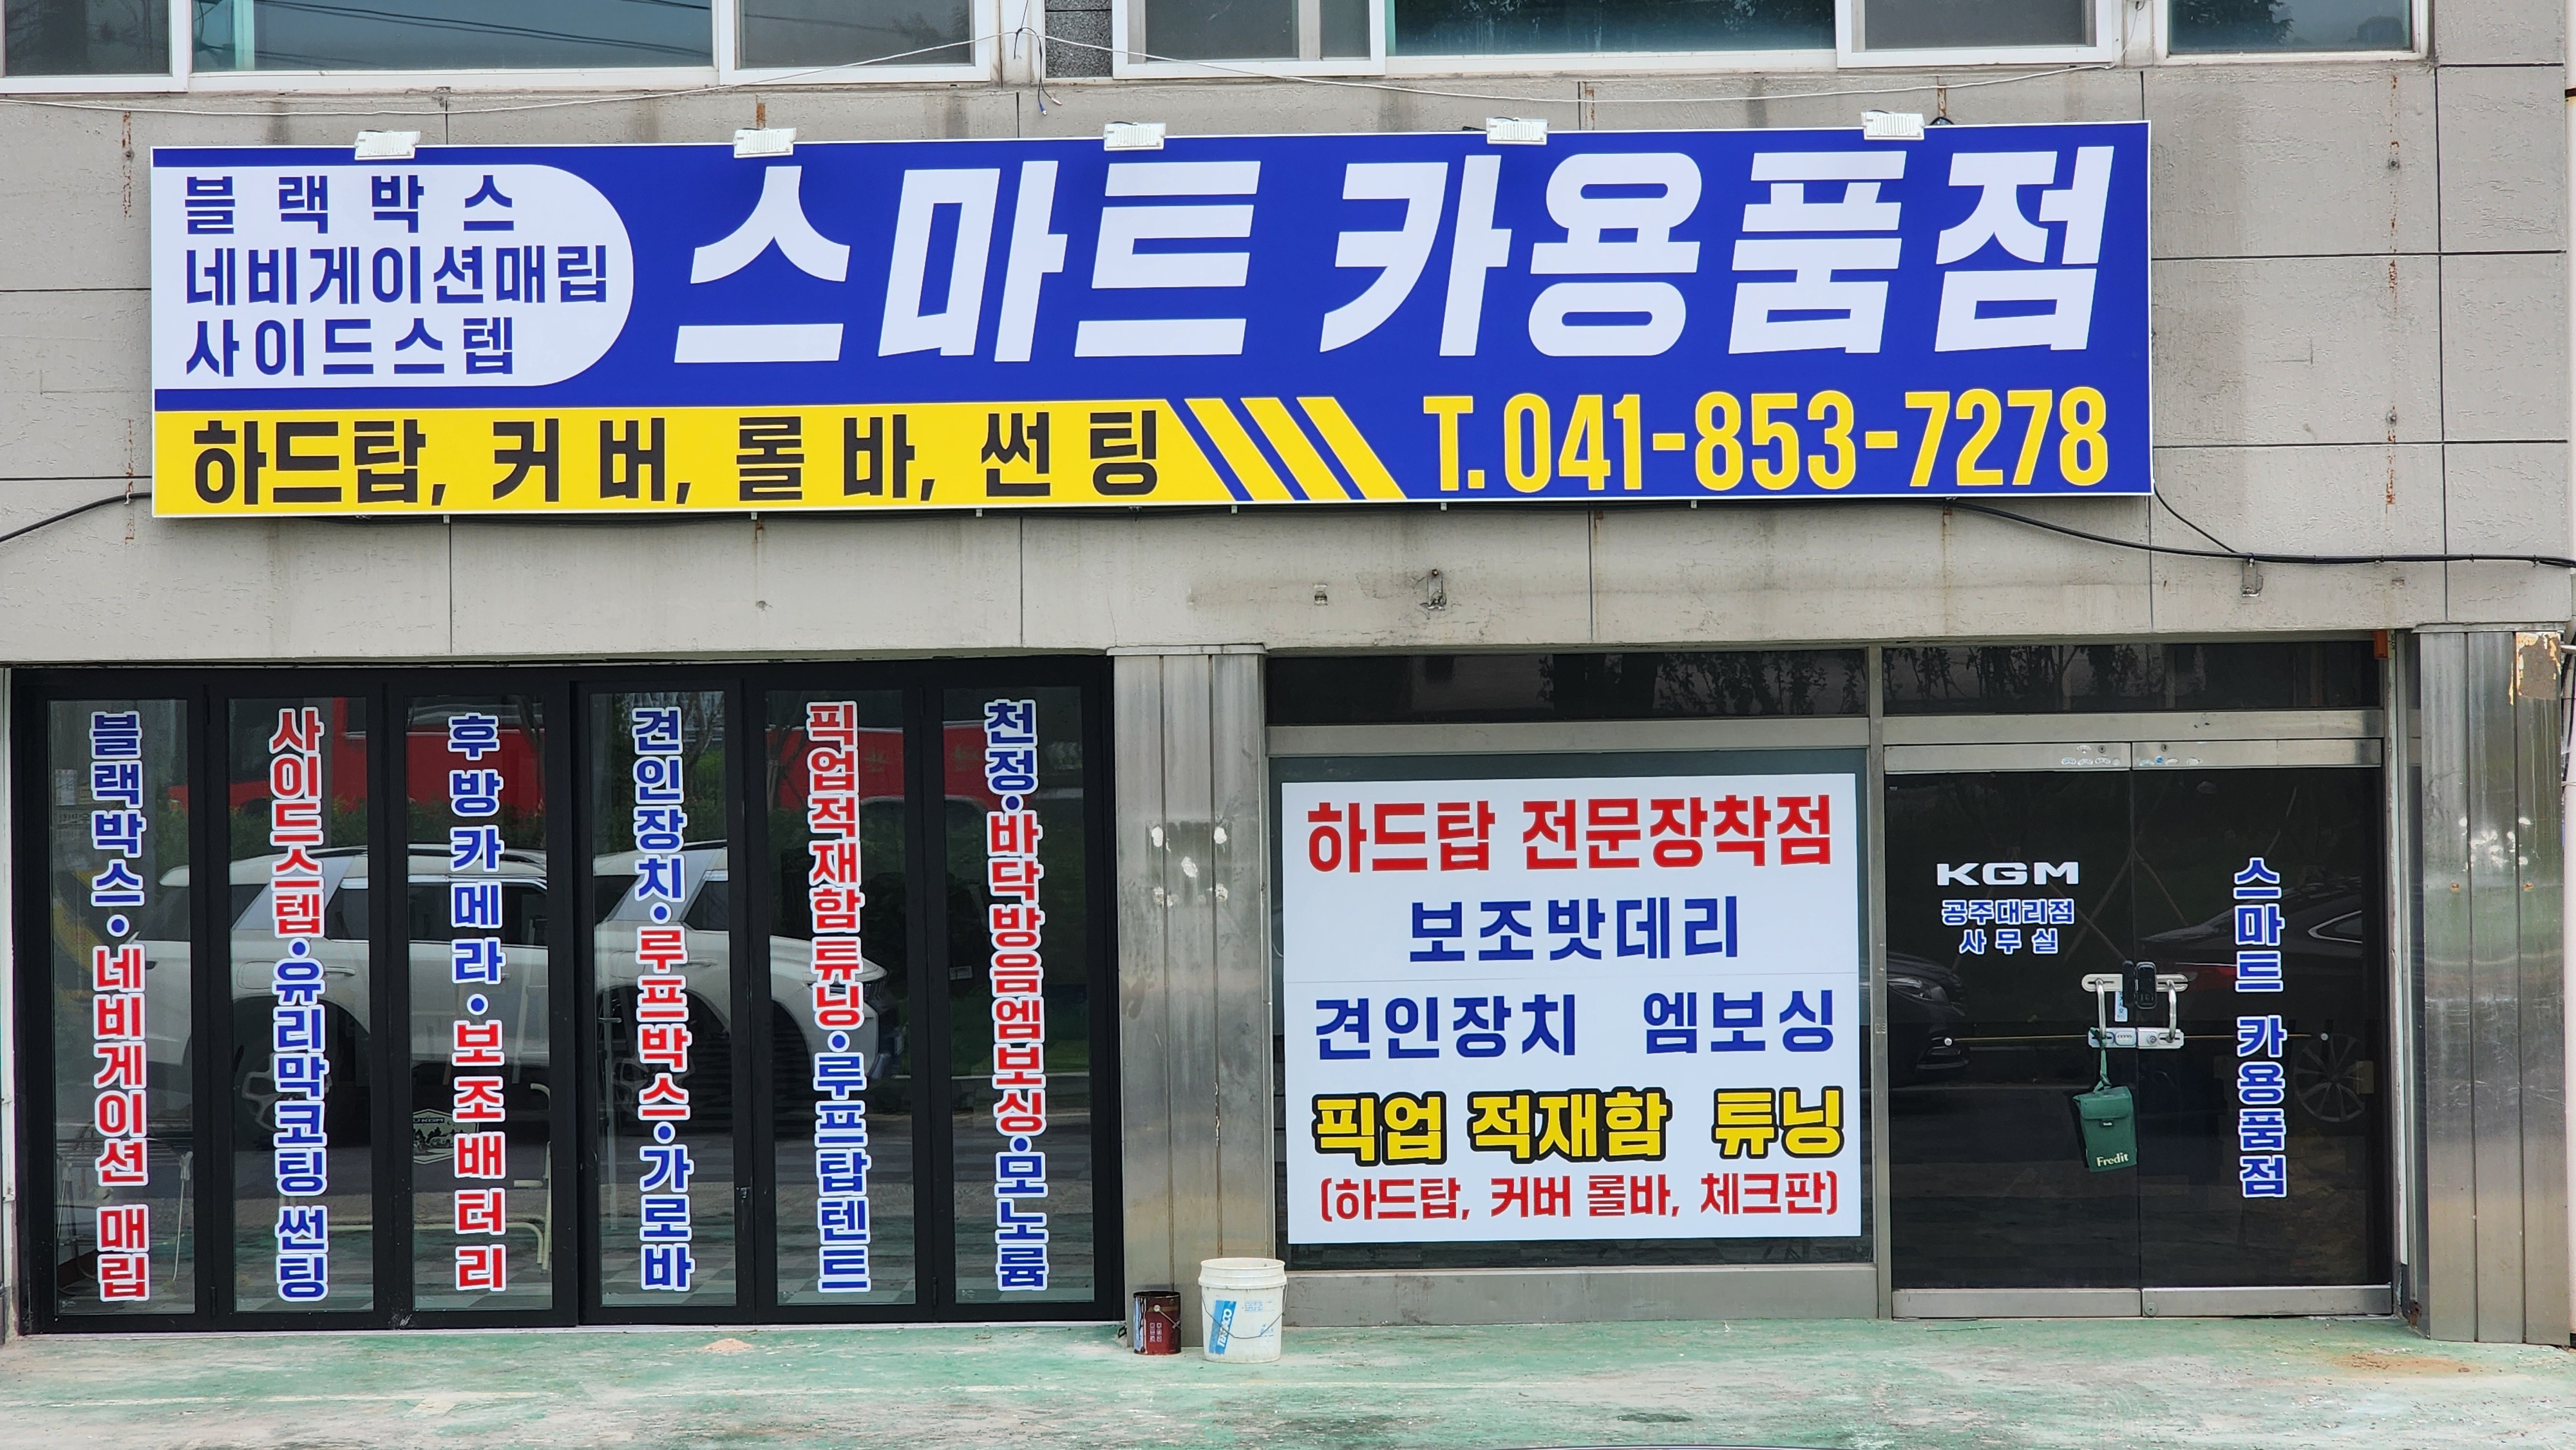 블랙박스
네비게이션매립
사이드스텝
스마트 카용품점
하드탑, 커버, 롤바, 썬팅
T.041-853-7278
블랙박스·네비게이션 매립
사이드스텝·유리막코팅 썬팅
후방카메라·보조배터리
견인장치·루프박스·가로바
픽업적재함튜닝·루프탑텐트
천정·바닥방음엠보싱·모노륨
하드탑 전문장착점
보조밧데리
견인장치 엠보싱
픽업 적재함 튜닝
(하드탑, 커버 롤바, 체크판)
KGM
공주대리점
사무실
스마트 카용품점
Fredit